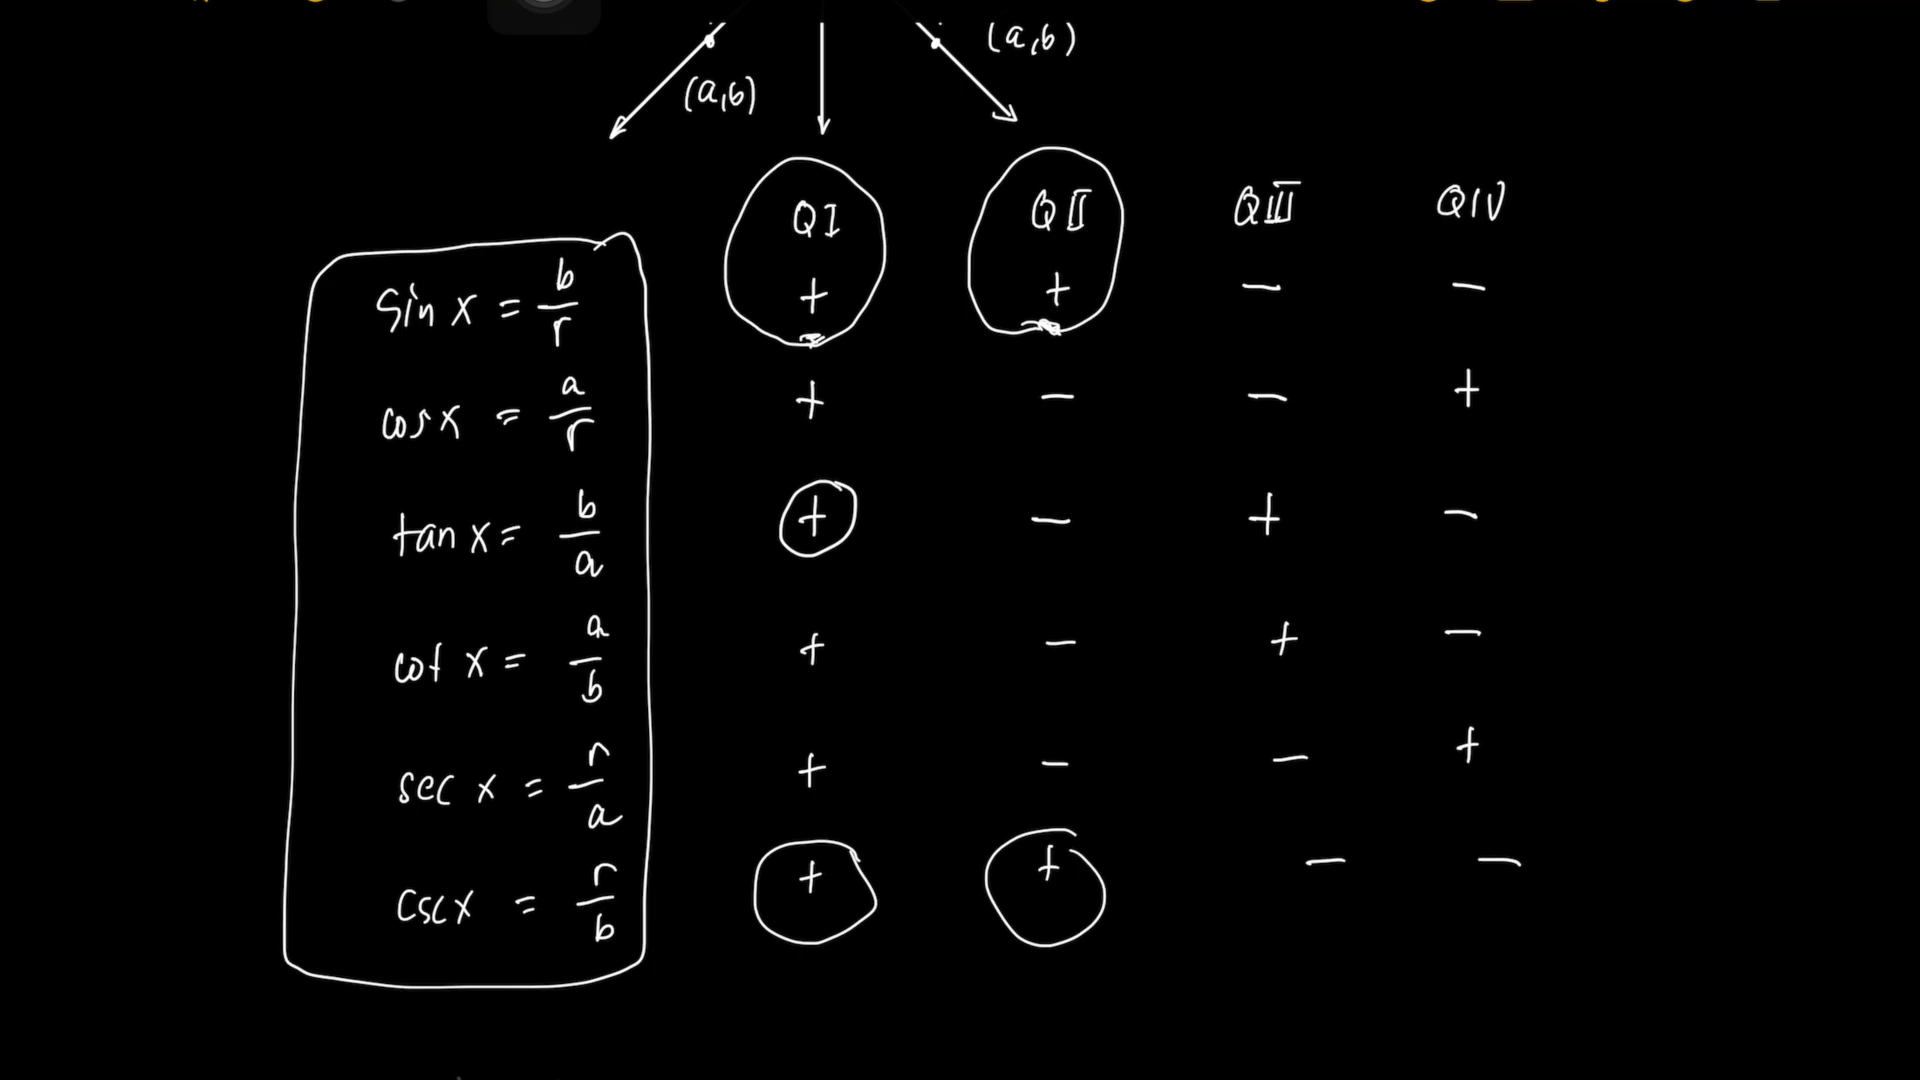 (a,b)
(a,b)
QI QII QIII QIV
sin x = b/r + + - -
cos x = a/r + - - +
tan x = b/a + - + -
cot x = a/b + - + -
sec x = r/a + - - +
csc x = r/b + + - -